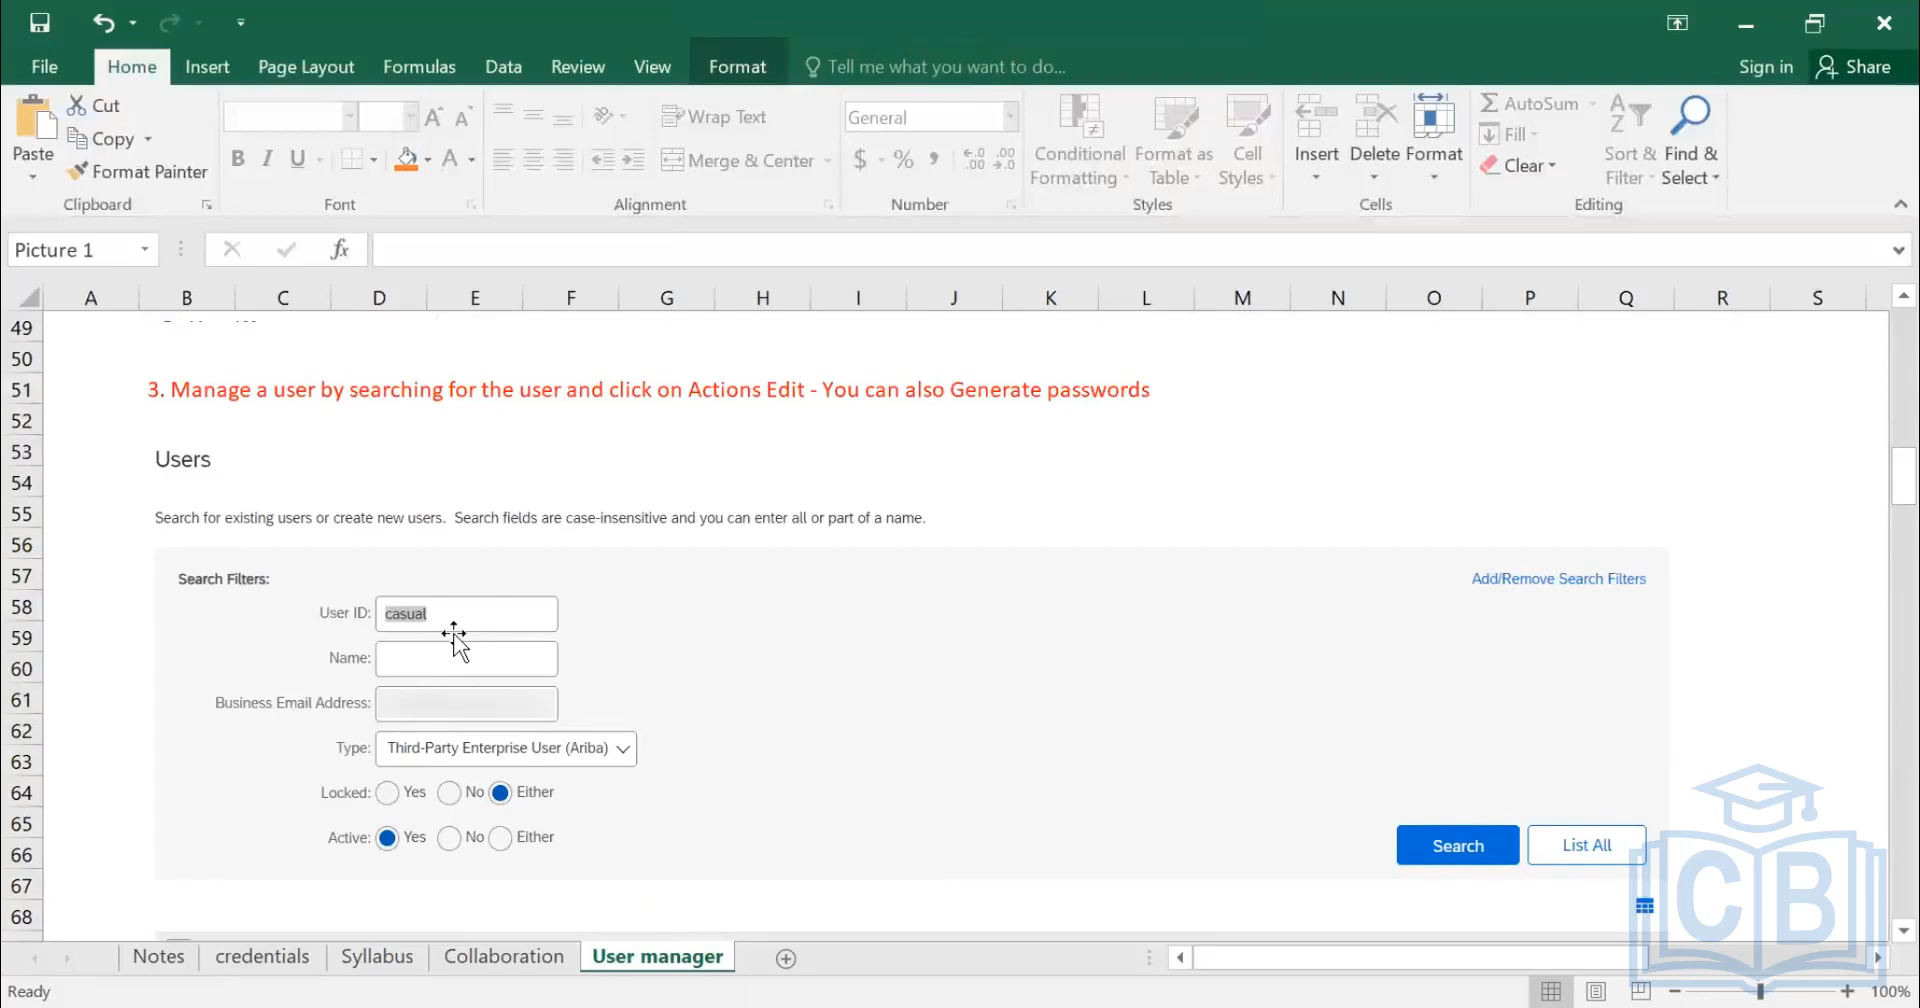 File Home Insert Page Layout Formulas Data Review View Format Tell me what you want to do... Sign in Share
Paste
Cut
Copy
Format Painter
Clipboard
B I U A
Font
Wrap Text
Merge & Center
Alignment
General
$ % ,
Number
Conditional Formatting
Format as Table
Cell Styles
Styles
Insert Delete Format
Cells
AutoSum
Fill
Clear
Sort & Filter
Find & Select
Editing
Picture 1 fx
A B C D E F G H I J K L M N O P Q R S
49
50
51 3. Manage a user by searching for the user and click on Actions Edit - You can also Generate passwords
52
53 Users
54
55 Search for existing users or create new users. Search fields are case-insensitive and you can enter all or part of a name.
56
57 Search Filters: Add/Remove Search Filters
58 User ID: casual
59
60 Name:
61 Business Email Address:
62
63 Type: Third-Party Enterprise User (Ariba)
64 Locked: Yes No Either
65 Active: Yes No Either
66 Search List All
67
68
CB
Notes credentials Syllabus Collaboration User manager
Ready 100%